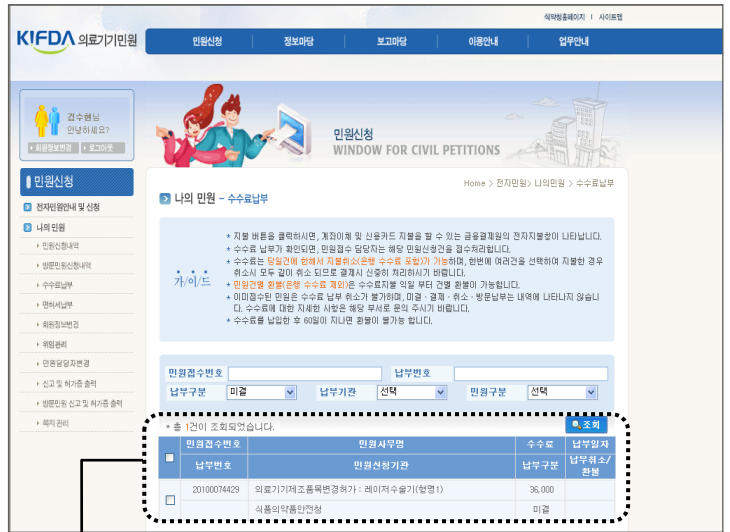 식약청홈페이지 | 사이트맵
KIFDA 의료기기민원
민원신청 정보마당 보고마당 이용안내 업무안내
접수현님
안녕하세요?
회원정보변경 로그아웃
민원신청
WINDOW FOR CIVIL PETITIONS
민원신청
전자민원안내 및 신청
나의 민원
민원신청내역
방문민원신청내역
수수료납부
면허세납부
회원정보변경
위임관리
민원담당자변경
신고 및 허가증 출력
방문민원 신고 및 허가증 출력
쪽지 관리
Home > 전자민원> 나의민원 > 수수료납부
나의 민원 - 수수료납부
가/이/드
* 지불 버튼을 클릭하시면, 계좌이체 및 신용카드 지불을 할 수 있는 금융결제원의 전자지불창이 나타납니다.
* 수수료 납부가 확인되면, 민원접수 담당자는 해당 민원신청건을 접수처리합니다.
* 수수료는 당일건에 한해서 지불취소(은행 수수료 포함)가 가능하며, 한번에 여러건을 선택하여 지불한 경우
취소시 모두 같이 취소 되므로 결제시 신중히 처리하시기 바랍니다.
* 민원건별 환불(은행 수수료 제외)은 수수료지불 익일 부터 건별 환불이 가능합니다.
* 이미접수된 민원은 수수료 납부 취소가 불가하며, 미결 · 결제 · 취소 · 방문납부는 내역에 나타나지 않습니
다. 수수료에 대한 자세한 사항은 해당 부서로 문의 주시기 바랍니다.
* 수수료를 납입한 후 60일이 지나면 환불이 불가능 합니다.
민원접수번호 납부번호
납부구분 미결 납부기관 선택 민원구분 선택
* 총 1건이 조회되었습니다. 조회
민원접수번호 민원사무명 수수료 납부일자
납부번호 민원신청기관 납부구분 납부취소/
환불
20100074429 의료기기제조품목변경허가 : 레이저수술기(형명1) 36,000
식품의약품안전청 미결